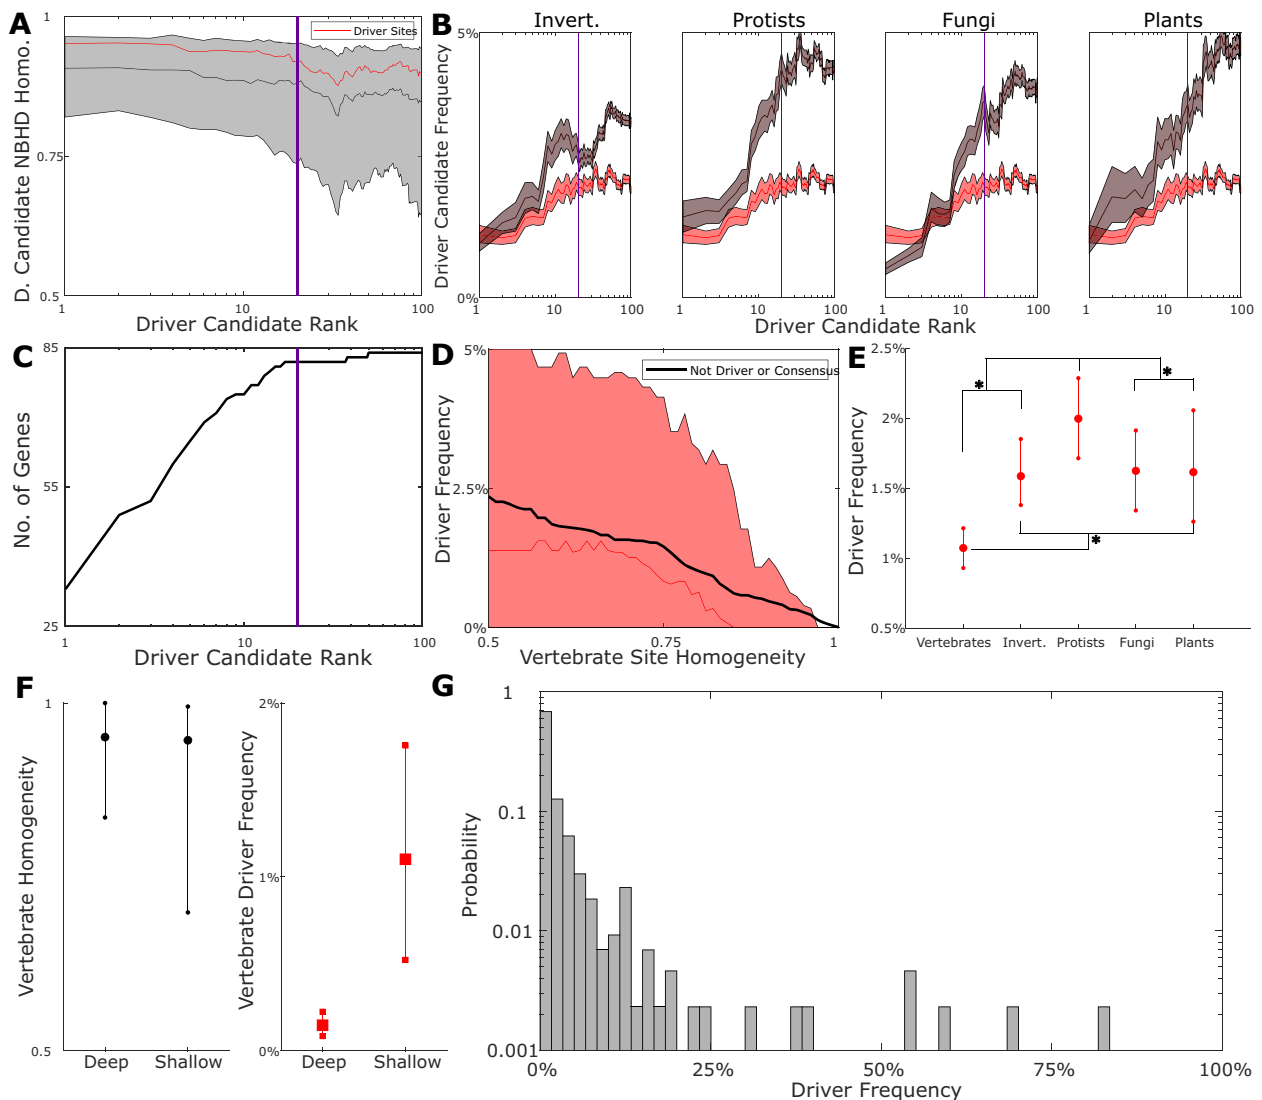 A
D. Candidate NBHD Homo.
1
0.75
0.5
Driver Sites
1
10
100
Driver Candidate Rank
B
Driver Candidate Frequency
5%
0%
Invert.
Protists
Fungi
Plants
1
10
100
1
10
100
1
10
100
1
10
100
Driver Candidate Rank
C
No. of Genes
85
55
25
1
10
100
Driver Candidate Rank
D
Driver Frequency
5%
2.5%
0%
Not Driver or Consensus
0.5
0.75
1
Vertebrate Site Homogeneity
E
Driver Frequency
2.5%
2%
1.5%
1%
0.5%
*
*
*
Vertebrates
Invert.
Protists
Fungi
Plants
F
Vertebrate Homogeneity
1
0.5
Deep
Shallow
Vertebrate Driver Frequency
2%
1%
0%
Deep
Shallow
G
Probability
1
0.1
0.01
0.001
0%
25%
50%
75%
100%
Driver Frequency